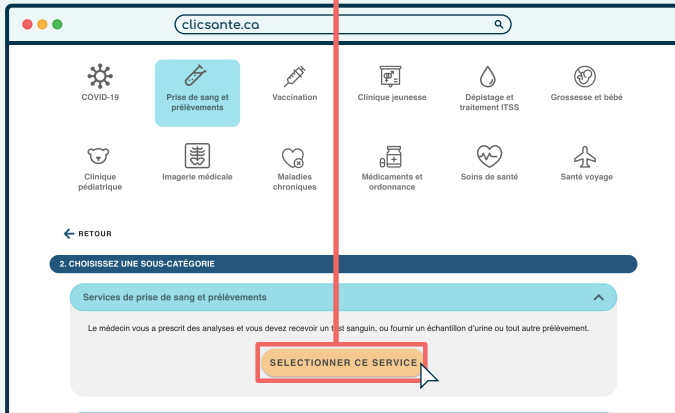 clicsante.ca
COVID-19
Prise de sang et
prélèvements
Vaccination
Clinique jeunesse
Dépistage et
traitement ITSS
Grossesse et bébé
Clinique
pédiatrique
Imagerie médicale
Maladies
chroniques
Médicaments et
ordonnance
Soins de santé
Santé voyage
RETOUR
2. CHOISISSEZ UNE SOUS-CATÉGORIE
Services de prise de sang et prélèvements
Le médecin vous a prescrit des analyses et vous devez recevoir un test sanguin, ou fournir un échantillon d'urine ou tout autre prélèvement.
SELECTIONNER CE SERVICE